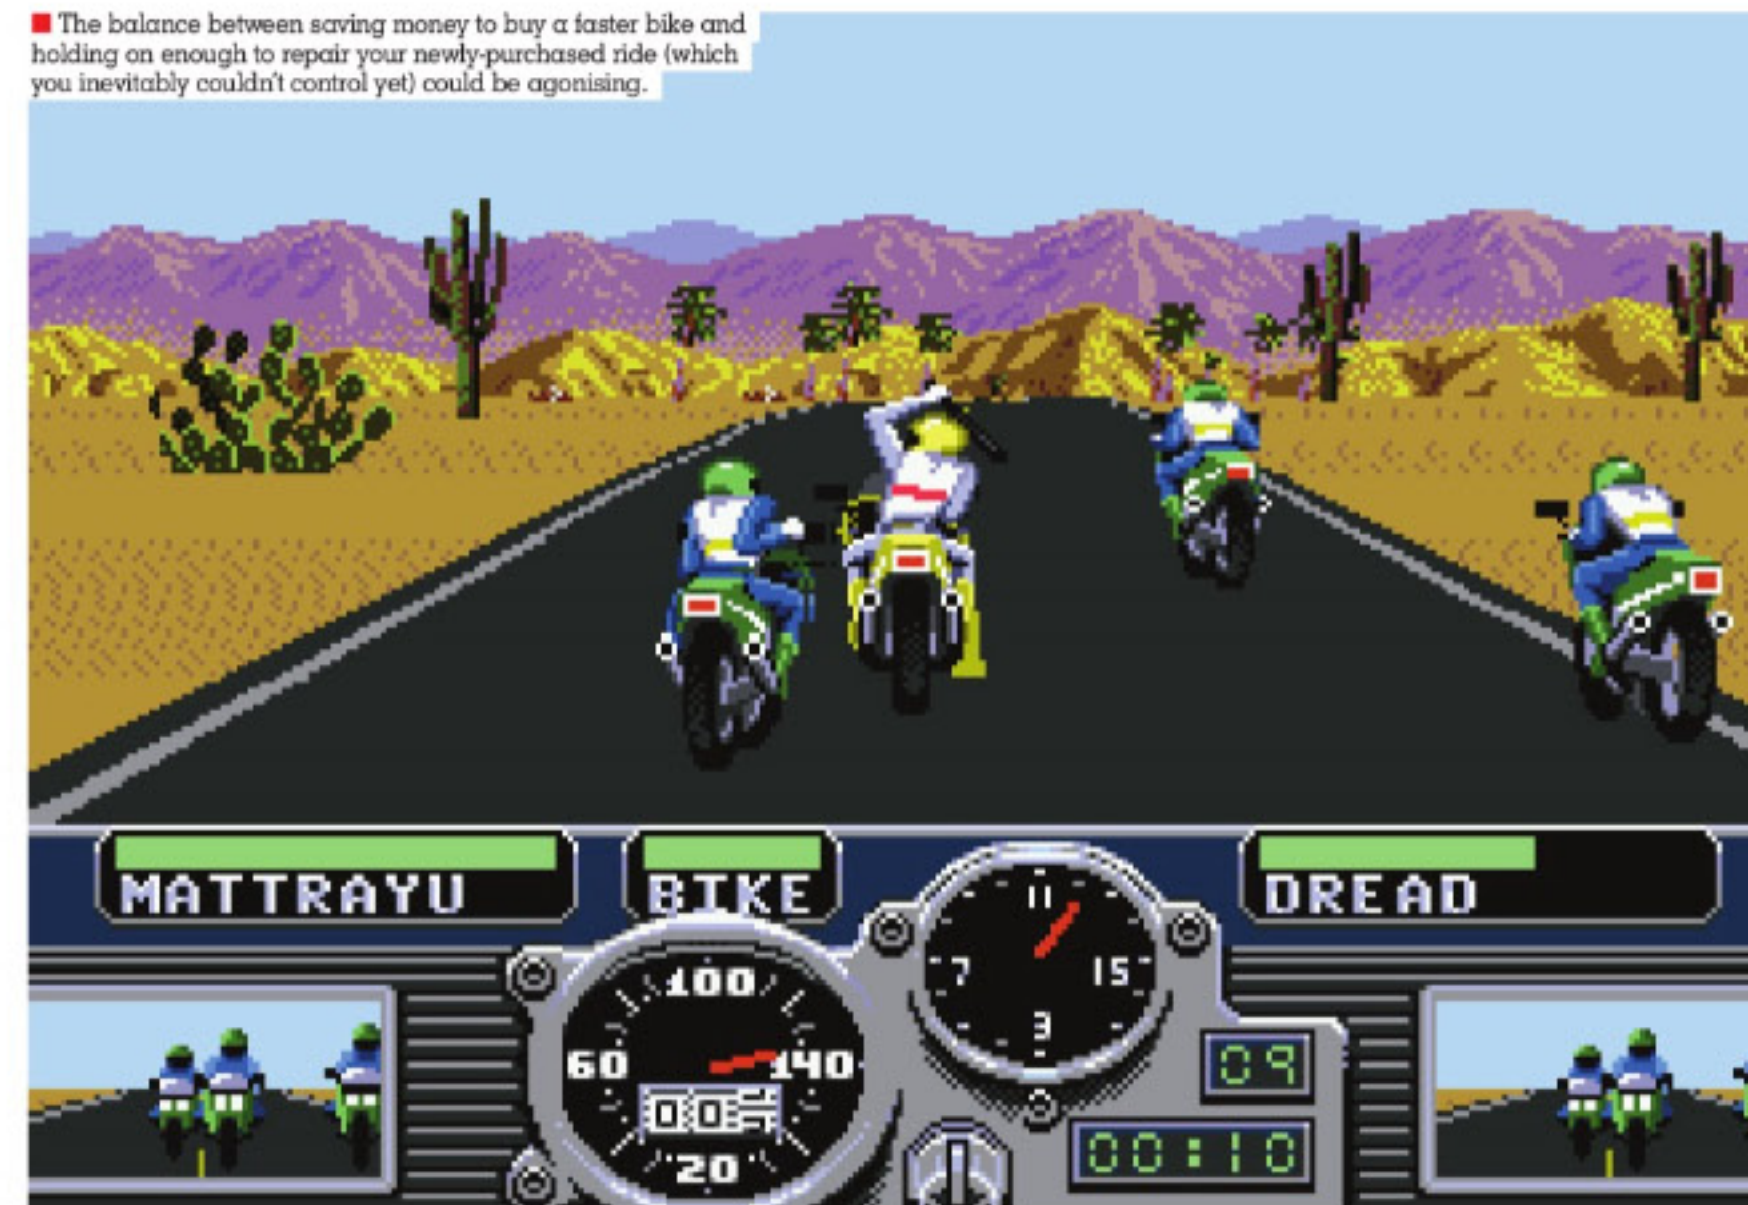 The balance between saving money to buy a faster bike and
holding on enough to repair your newly-purchased ride (which
you inevitably couldn't control yet) could be agonising.
MATTRAYU
BIKE
DREAD
11
7
15
3
100
60
140
20
09
00:10